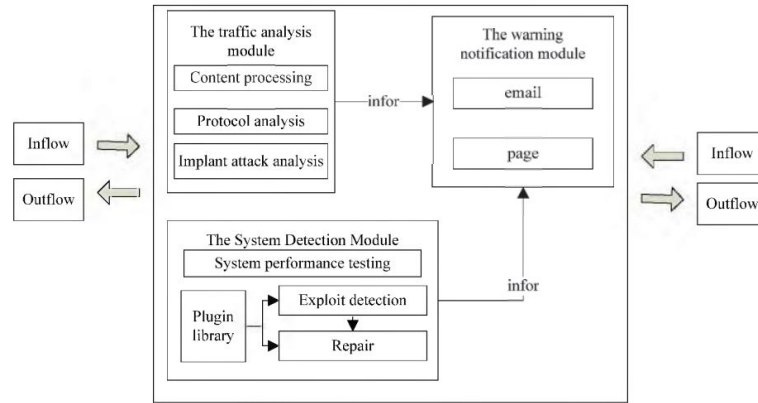 The traffic analysis
module
Content processing
Protocol analysis
Implant attack analysis
infor
The warning
notification module
email
page
Inflow
Outflow
Inflow
Outflow
The System Detection Module
System performance testing
Plugin
library
Exploit detection
Repair
infor